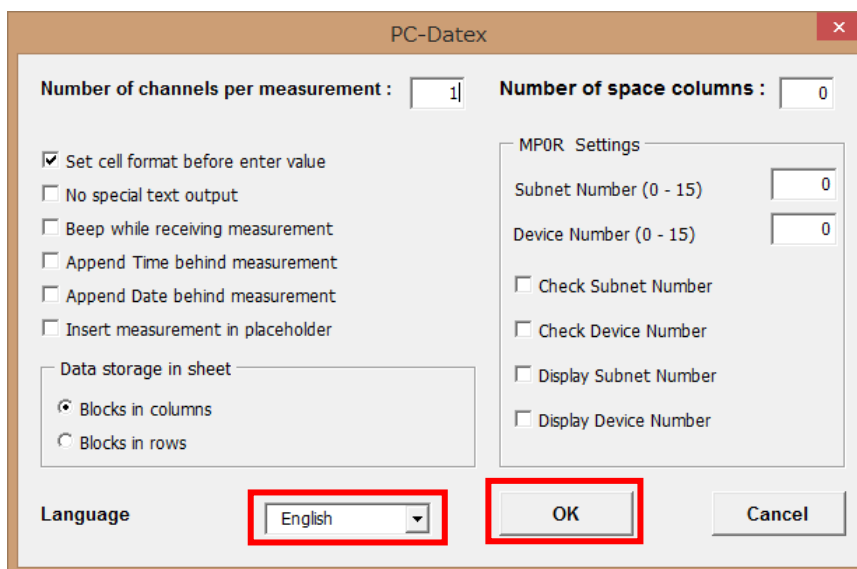 PC-Datex
Number of channels per measurement : 1
Number of space columns : 0
Set cell format before enter value
No special text output
Beep while receiving measurement
Append Time behind measurement
Append Date behind measurement
Insert measurement in placeholder
Data storage in sheet
Blocks in columns
Blocks in rows
MP0R Settings
Subnet Number (0 - 15) 0
Device Number (0 - 15) 0
Check Subnet Number
Check Device Number
Display Subnet Number
Display Device Number
Language English
OK
Cancel